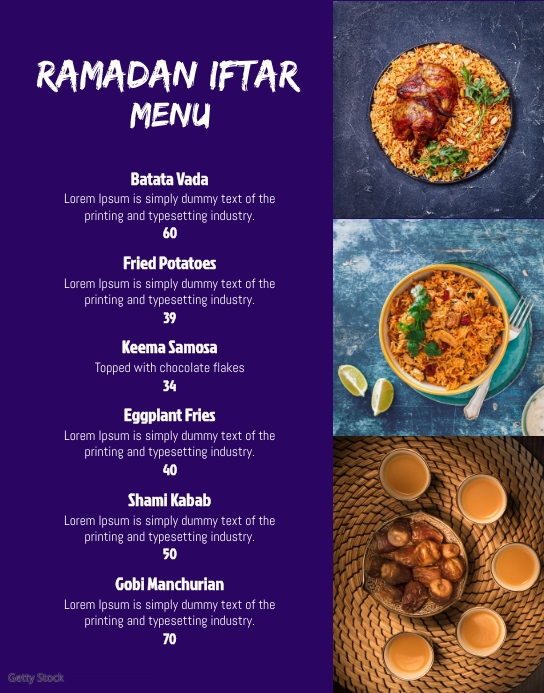 RAMADAN IFTAR
MENU
Batata Vada
Lorem Ipsum is simply dummy text of the
printing and typesetting industry.
60
Fried Potatoes
Lorem Ipsum is simply dummy text of the
printing and typesetting industry.
39
Keema Samosa
Topped with chocolate flakes
34
Eggplant Fries
Lorem Ipsum is simply dummy text of the
printing and typesetting industry.
40
Shami Kabab
Lorem Ipsum is simply dummy text of the
printing and typesetting industry.
50
Gobi Manchurian
Lorem Ipsum is simply dummy text of the
printing and typesetting industry.
70
Getty Stock